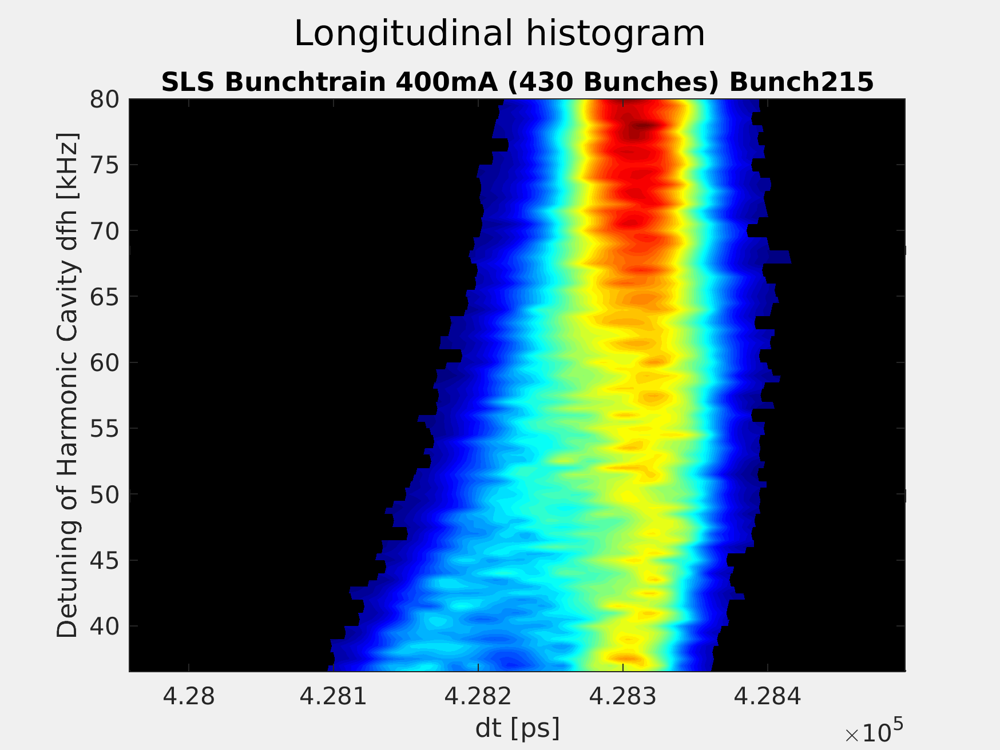 Longitudinal histogram
SLS Bunchtrain 400mA (430 Bunches) Bunch215
Detuning of Harmonic Cavity dfh [kHz]
80
75
70
65
60
55
50
45
40
4.28 4.281 4.282 4.283 4.284
dt [ps]
×10^5